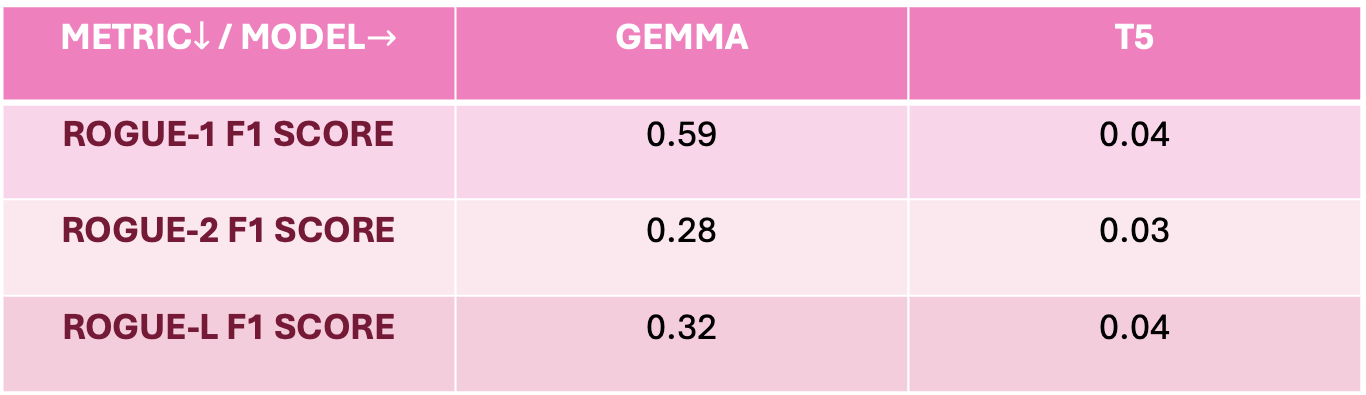 METRIC↓ / MODEL→ GEMMA T5
ROGUE-1 F1 SCORE 0.59 0.04
ROGUE-2 F1 SCORE 0.28 0.03
ROGUE-L F1 SCORE 0.32 0.04